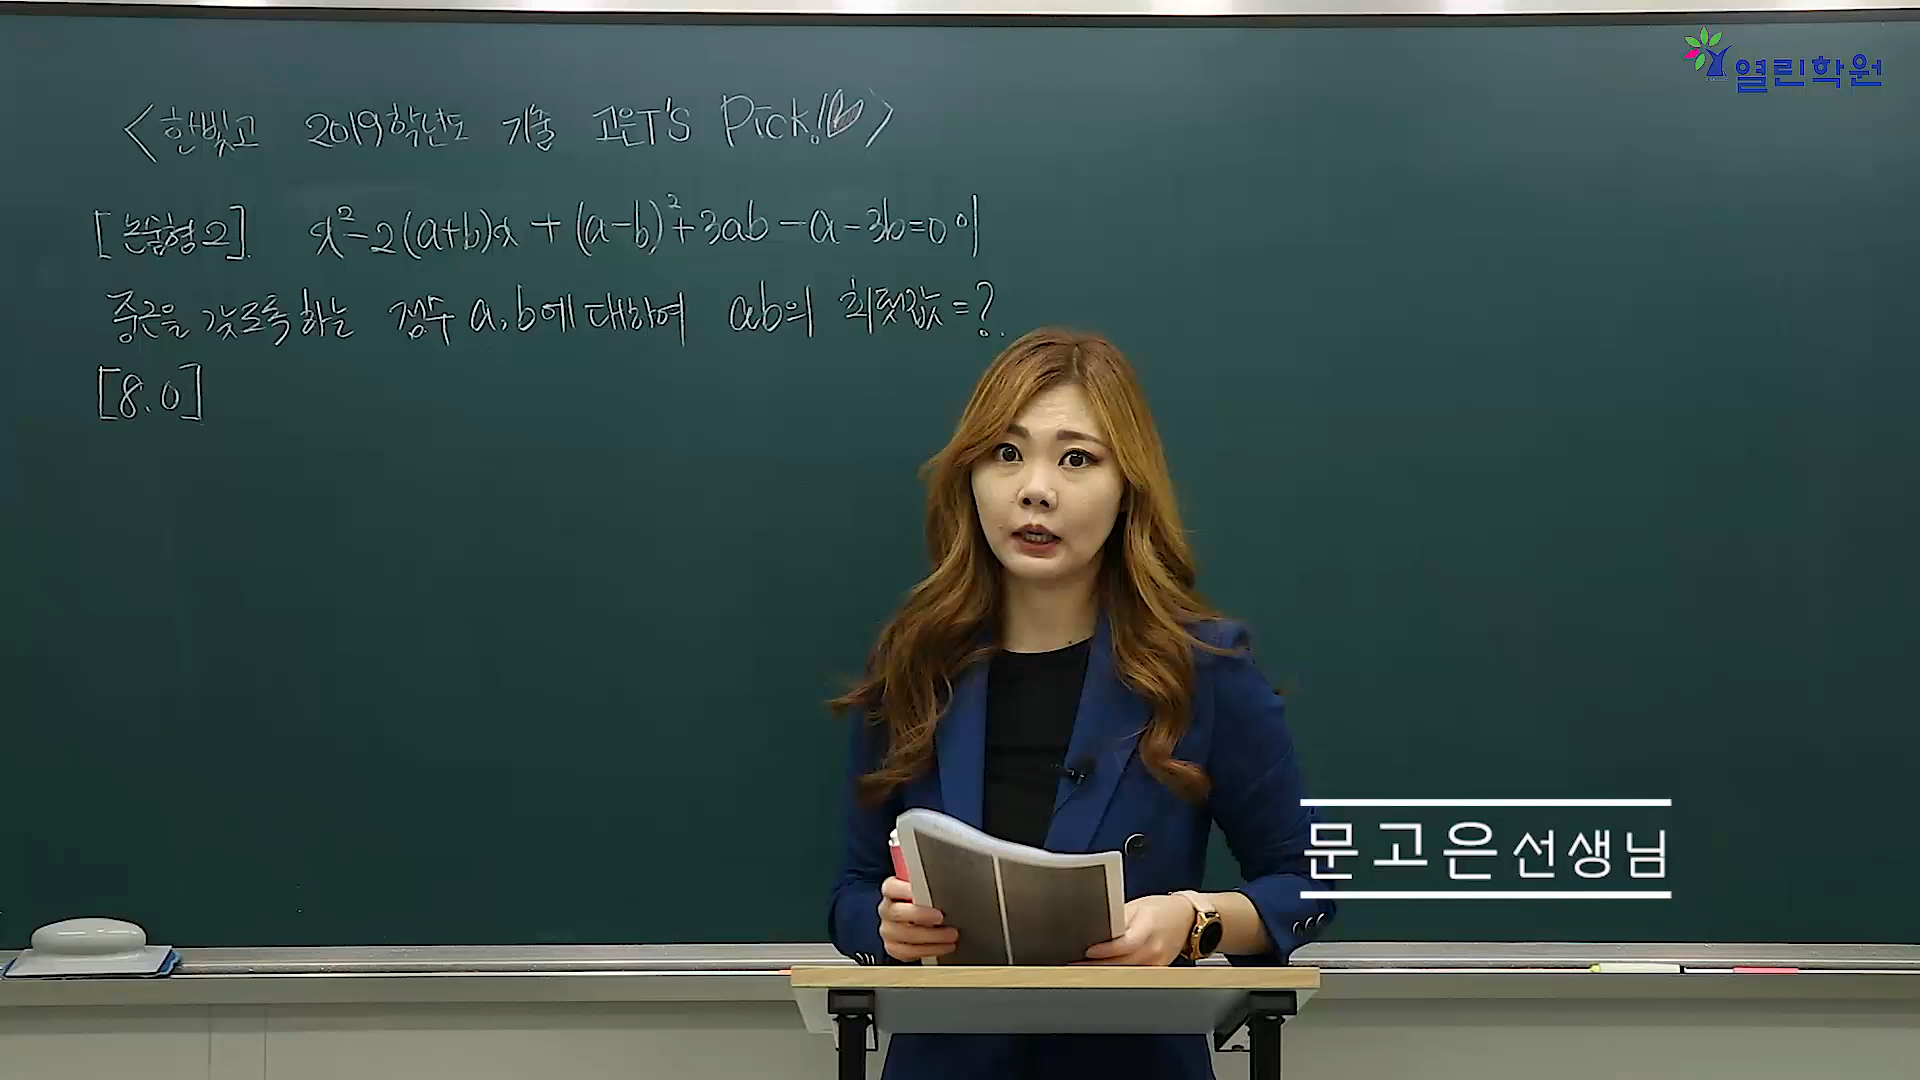 열린학원
<한빛고 2019학년도 기출 고은T'S Pick!>
[논술형2]. x²-2(a+b)x+(a-b)²+3ab-a-3b=0이
중근을 갖도록 하는 정수 a, b에 대하여 ab의 최댓값=?.
[8.0]
문고은선생님